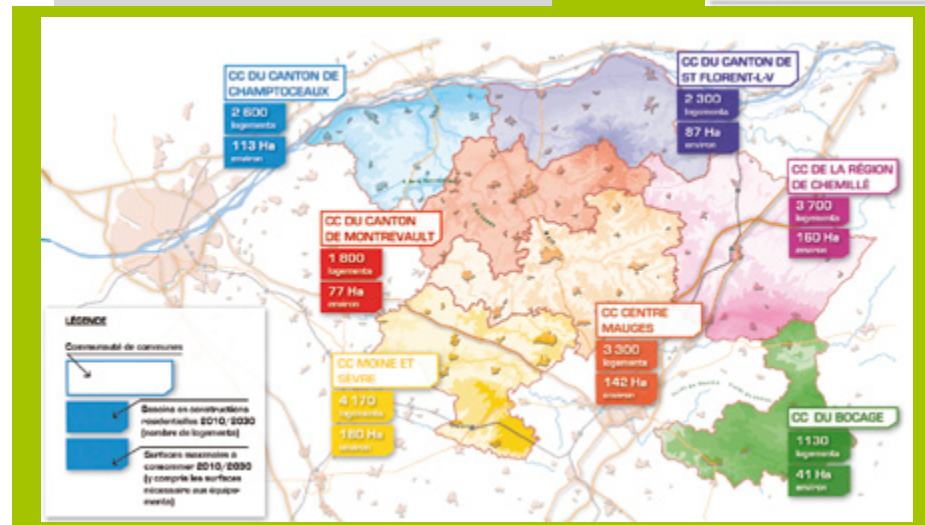 CC DU CANTON DE
CHAMPTOCEAUX
2 600
logements
113 Ha
environ
CC DU CANTON DE
ST FLORENT-L-V
2 300
logements
87 Ha
environ
CC DE LA RÉGION
DE CHEMILLÉ
3 700
logements
160 Ha
environ
CC DU CANTON
DE MONTREVAULT
1 800
logements
77 Ha
environ
CC CENTRE
MAUGES
3 300
logements
142 Ha
environ
CC MOINE ET
SÈVRE
4 170
logements
180 Ha
environ
CC DU BOCAGE
1130
logements
41 Ha
environ
LÉGENDE
Communauté de communes
Besoins en constructions
résidentielles 2010/2030
(nombre de logements)
Surfaces maximales à
consommer 2010/2030
(y compris les surfaces
nécessaire aux équipe-
ments)